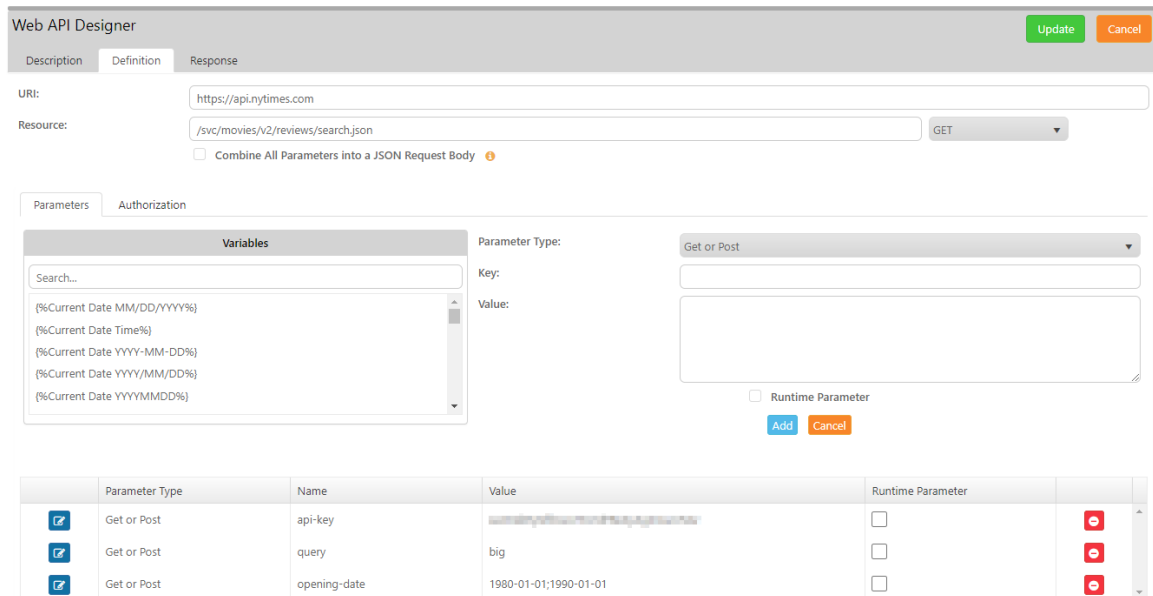 Web API Designer
Update Cancel
Description Definition Response
URI: https://api.nytimes.com
Resource: /svc/movies/v2/reviews/search.json GET
Combine All Parameters into a JSON Request Body
Parameters Authorization
Variables
Search...
{%Current Date MM/DD/YYYY%}
{%Current Date Time%}
{%Current Date YYYY-MM-DD%}
{%Current Date YYYY/MM/DD%}
{%Current Date YYYYMMDD%}
Parameter Type: Get or Post
Key:
Value:
Runtime Parameter
Add Cancel
Parameter Type Name Value Runtime Parameter
Get or Post api-key
Get or Post query big
Get or Post opening-date 1980-01-01;1990-01-01